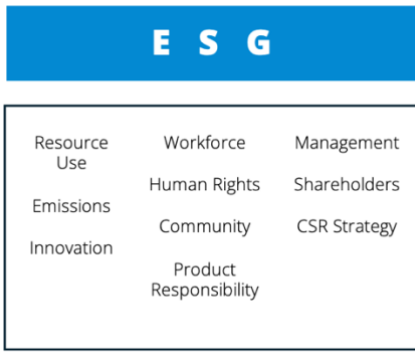 E S G
Resource
Use
Emissions
Innovation
Workforce
Human Rights
Community
Product
Responsibility
Management
Shareholders
CSR Strategy